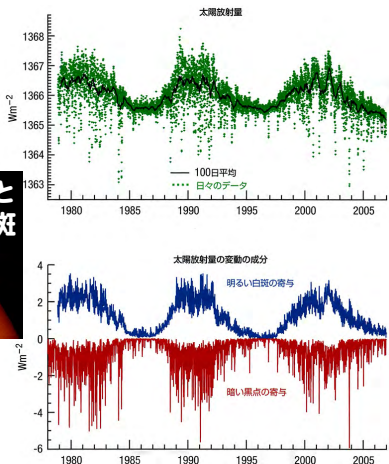 太陽放射量
1368
1367
1366
1365
1364
1363
Wm−2
100日平均
日々のデータ
1980 1985 1990 1995 2000 2005
と
斑
太陽放射量の変動の成分
4
2
0
-2
-4
-6
Wm−2
明るい白斑の寄与
暗い黒点の寄与
1980 1985 1990 1995 2000 2005